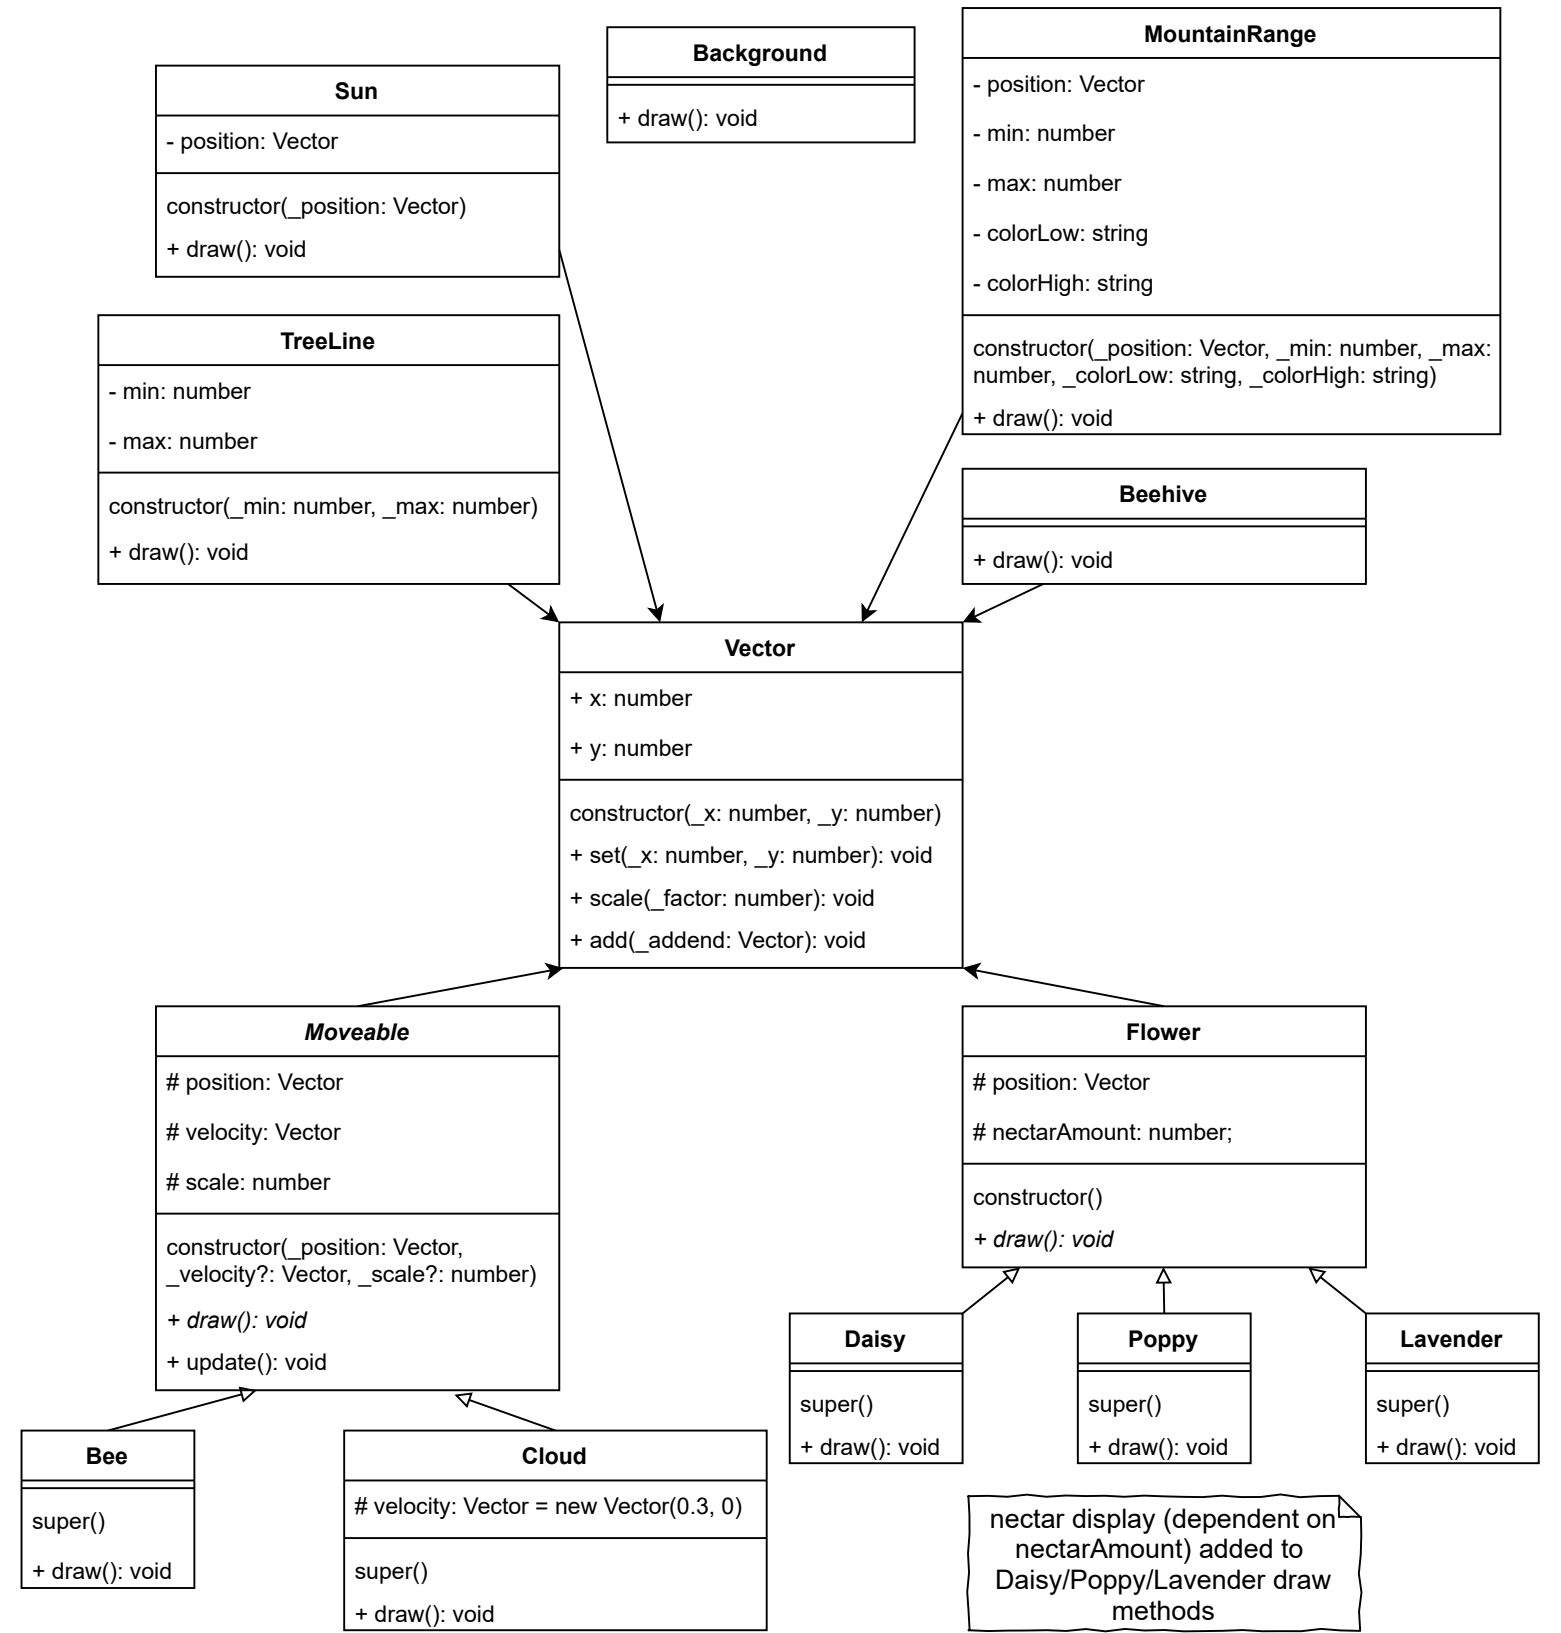 Sun
- position: Vector
constructor(_position: Vector)
+ draw(): void
Background
+ draw(): void
MountainRange
- position: Vector
- min: number
- max: number
- colorLow: string
- colorHigh: string
constructor(_position: Vector, _min: number, _max:
number, _colorLow: string, _colorHigh: string)
+ draw(): void
TreeLine
- min: number
- max: number
constructor(_min: number, _max: number)
+ draw(): void
Beehive
+ draw(): void
Vector
+ x: number
+ y: number
constructor(_x: number, _y: number)
+ set(_x: number, _y: number): void
+ scale(_factor: number): void
+ add(_addend: Vector): void
Moveable
# position: Vector
# velocity: Vector
# scale: number
constructor(_position: Vector,
_velocity?: Vector, _scale?: number)
+ draw(): void
+ update(): void
Flower
# position: Vector
# nectarAmount: number;
constructor()
+ draw(): void
Daisy
super()
+ draw(): void
Poppy
super()
+ draw(): void
Lavender
super()
+ draw(): void
Bee
super()
+ draw(): void
Cloud
# velocity: Vector = new Vector(0.3, 0)
super()
+ draw(): void
nectar display (dependent on
nectarAmount) added to
Daisy/Poppy/Lavender draw
methods